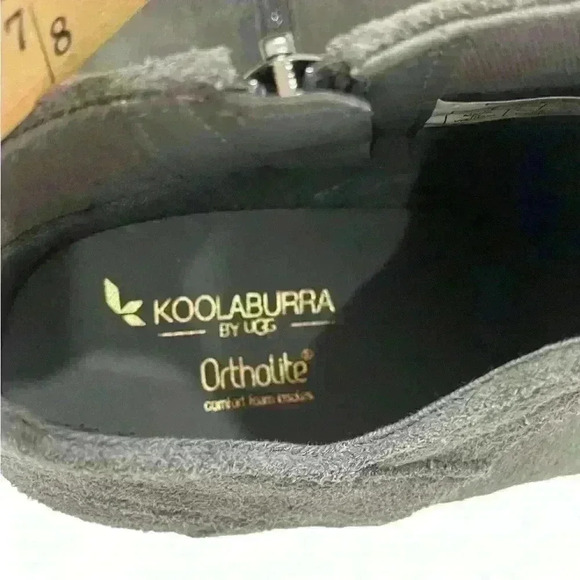 7 8
KOOLABURRA
BY UGG
Ortholite®
comfort foam insoles